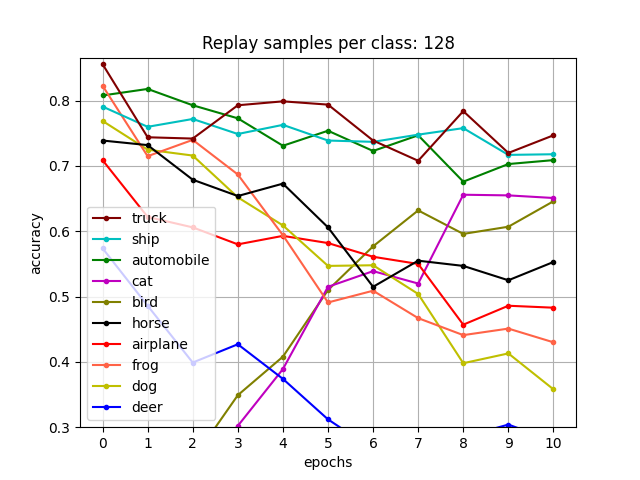 Replay samples per class: 128
accuracy
0.8
0.7
0.6
0.5
0.4
0.3
truck
ship
automobile
cat
bird
horse
airplane
frog
dog
deer
0 1 2 3 4 5 6 7 8 9 10
epochs